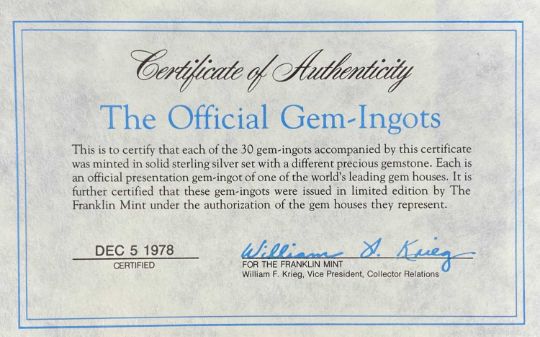 Certificate of Authenticity
The Official Gem-Ingots
This is to certify that each of the 30 gem-ingots accompanied by this certificate
was minted in solid sterling silver set with a different precious gemstone. Each is
an official presentation gem-ingot of one of the world's leading gem houses. It is
further certified that these gem-ingots were issued in limited edition by The
Franklin Mint under the authorization of the gem houses they represent.
DEC 5 1978
CERTIFIED
William F. Krieg
FOR THE FRANKLIN MINT
William F. Krieg, Vice President, Collector Relations